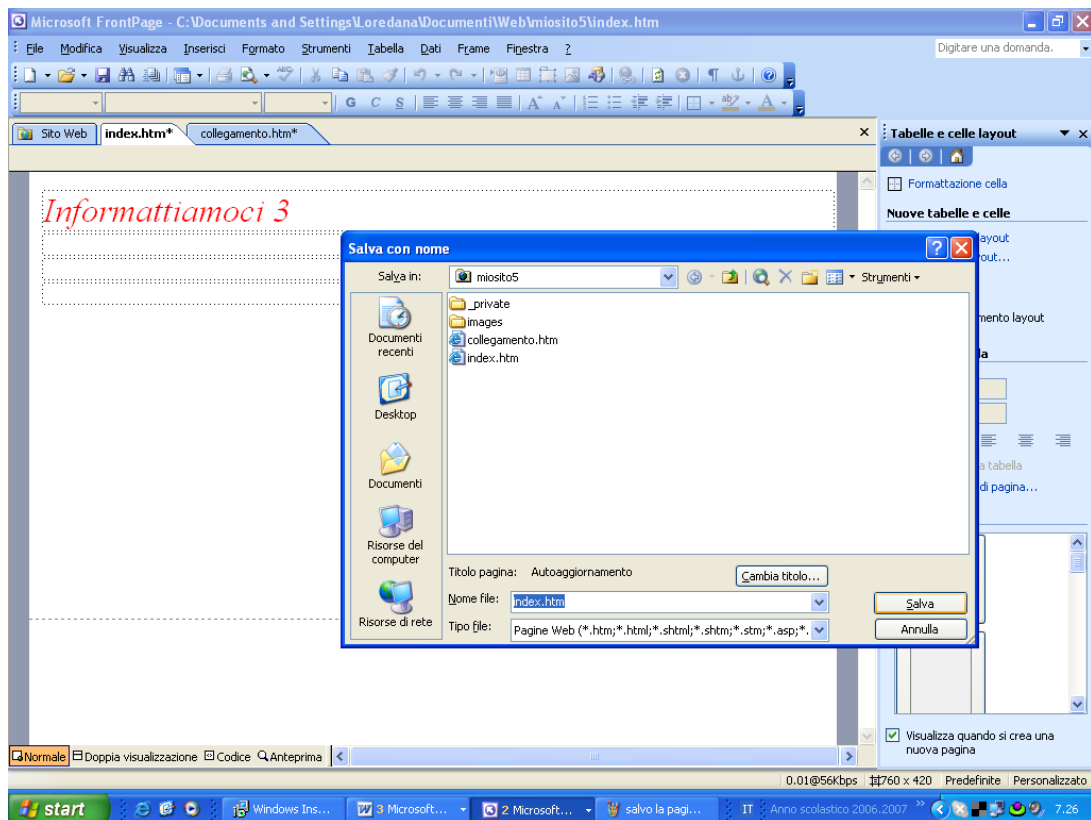 Microsoft FrontPage - C:\Documents and Settings\Loredana\Documenti\Web\miosito5\index.htm
File Modifica Visualizza Inserisci Formato Strumenti Tabella Dati Frame Finestra ?
Digitare una domanda.
G C S
Sito Web
index.htm*
collegamento.htm*
Tabelle e celle layout
Formattazione cella
Nuove tabelle e celle
Informattiamoci 3
ayout
out...
mento layout
la
a tabella
di pagina...
Salva con nome
Salva in:
miosito5
Strumenti
_private
images
collegamento.htm
index.htm
Documenti recenti
Desktop
Documenti
Risorse del computer
Risorse di rete
Titolo pagina: Autoaggiornamento
Cambia titolo...
Nome file:
index.htm
Salva
Tipo file:
Pagine Web (*.htm;*.html;*.shtml;*.shtm;*.stm;*.asp;*.
Annulla
Visualizza quando si crea una nuova pagina
Normale
Doppia visualizzazione
Codice
Anteprima
0.01@56Kbps
760 x 420
Predefinite
Personalizzato
start
Windows Ins...
3 Microsoft...
2 Microsoft...
salvo la pagi...
IT
Anno scolastico 2006.2007
7.26